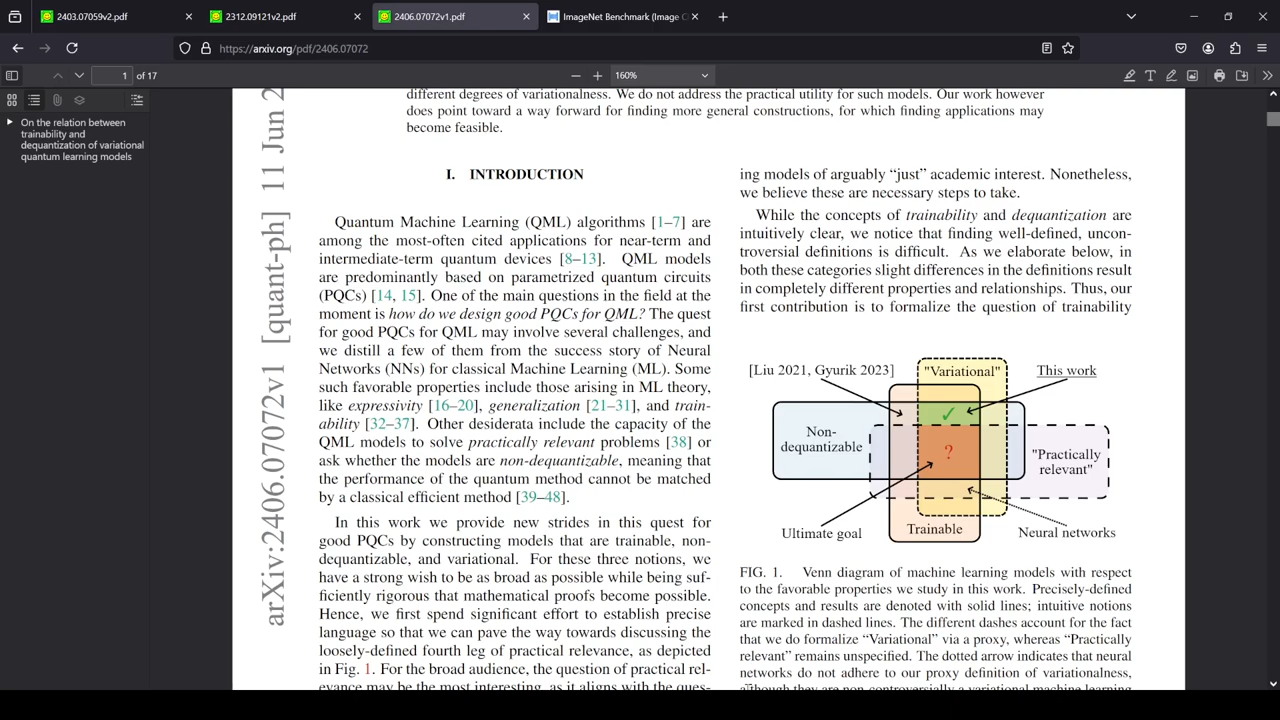 2403.07059v2.pdf
2312.09121v2.pdf
2406.07072v1.pdf
ImageNet Benchmark (Image C
https://arxiv.org/pdf/2406.07072
1 of 17
160%
On the relation between
trainability and
dequantization of variational
quantum learning models
arXiv:2406.07072v1 [quant-ph] 11 Jun 2
different degrees of variationalness. We do not address the practical utility for such models. Our work however
does point toward a way forward for finding more general constructions, for which finding applications may
become feasible.
I. INTRODUCTION
Quantum Machine Learning (QML) algorithms [1–7] are
among the most-often cited applications for near-term and
intermediate-term quantum devices [8–13]. QML models
are predominantly based on parametrized quantum circuits
(PQCs) [14, 15]. One of the main questions in the field at the
moment is how do we design good PQCs for QML? The quest
for good PQCs for QML may involve several challenges, and
we distill a few of them from the success story of Neural
Networks (NNs) for classical Machine Learning (ML). Some
such favorable properties include those arising in ML theory,
like expressivity [16–20], generalization [21–31], and train-
ability [32–37]. Other desiderata include the capacity of the
QML models to solve practically relevant problems [38] or
ask whether the models are non-dequantizable, meaning that
the performance of the quantum method cannot be matched
by a classical efficient method [39–48].
In this work we provide new strides in this quest for
good PQCs by constructing models that are trainable, non-
dequantizable, and variational. For these three notions, we
have a strong wish to be as broad as possible while being suf-
ficiently rigorous that mathematical proofs become possible.
Hence, we first spend significant effort to establish precise
language so that we can pave the way towards discussing the
loosely-defined fourth leg of practical relevance, as depicted
in Fig. 1. For the broad audience, the question of practical rel-
evance may be the most interesting, as it aligns with the ques-
ing models of arguably “just” academic interest. Nonetheless,
we believe these are necessary steps to take.
While the concepts of trainability and dequantization are
intuitively clear, we notice that finding well-defined, uncon-
troversial definitions is difficult. As we elaborate below, in
both these categories slight differences in the definitions result
in completely different properties and relationships. Thus, our
first contribution is to formalize the question of trainability
[Liu 2021, Gyurik 2023]
"Variational"
This work
✓
Non-
dequantizable
?
"Practically
relevant"
Ultimate goal
Trainable
Neural networks
FIG. 1. Venn diagram of machine learning models with respect
to the favorable properties we study in this work. Precisely-defined
concepts and results are denoted with solid lines; intuitive notions
are marked in dashed lines. The different dashes account for the fact
that we do formalize “Variational” via a proxy, whereas “Practically
relevant” remains unspecified. The dotted arrow indicates that neural
networks do not adhere to our proxy definition of variationalness,
although they are non-controversially a variational machine learning